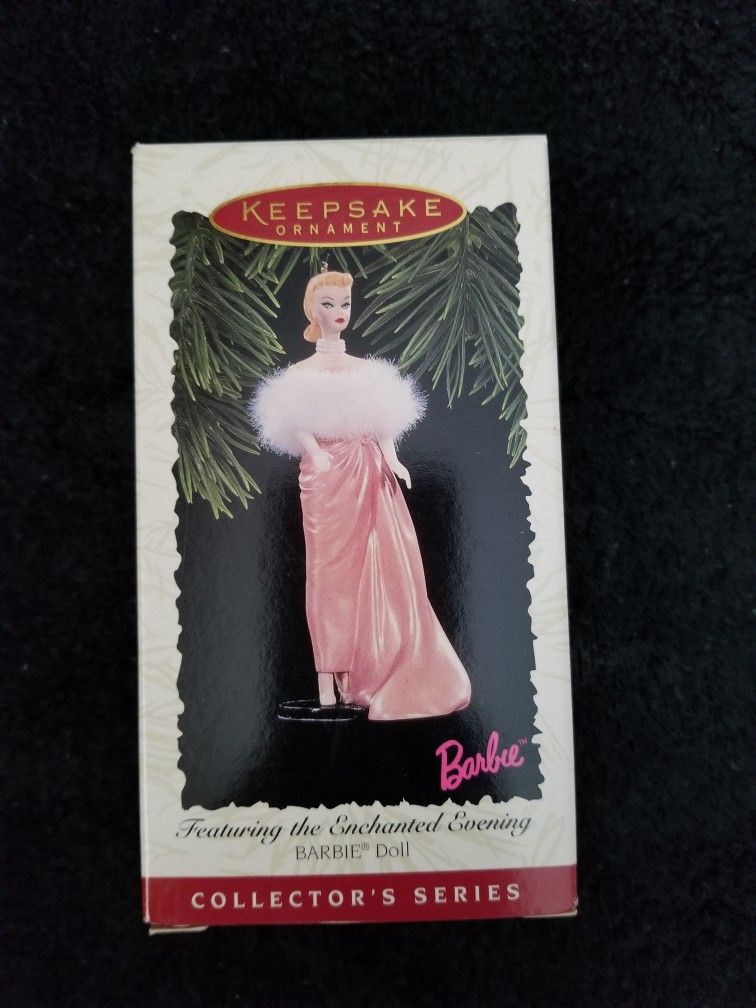 KEEPSAKE
ORNAMENT
Barbie™
Featuring the Enchanted Evening
BARBIE® Doll
COLLECTOR'S SERIES